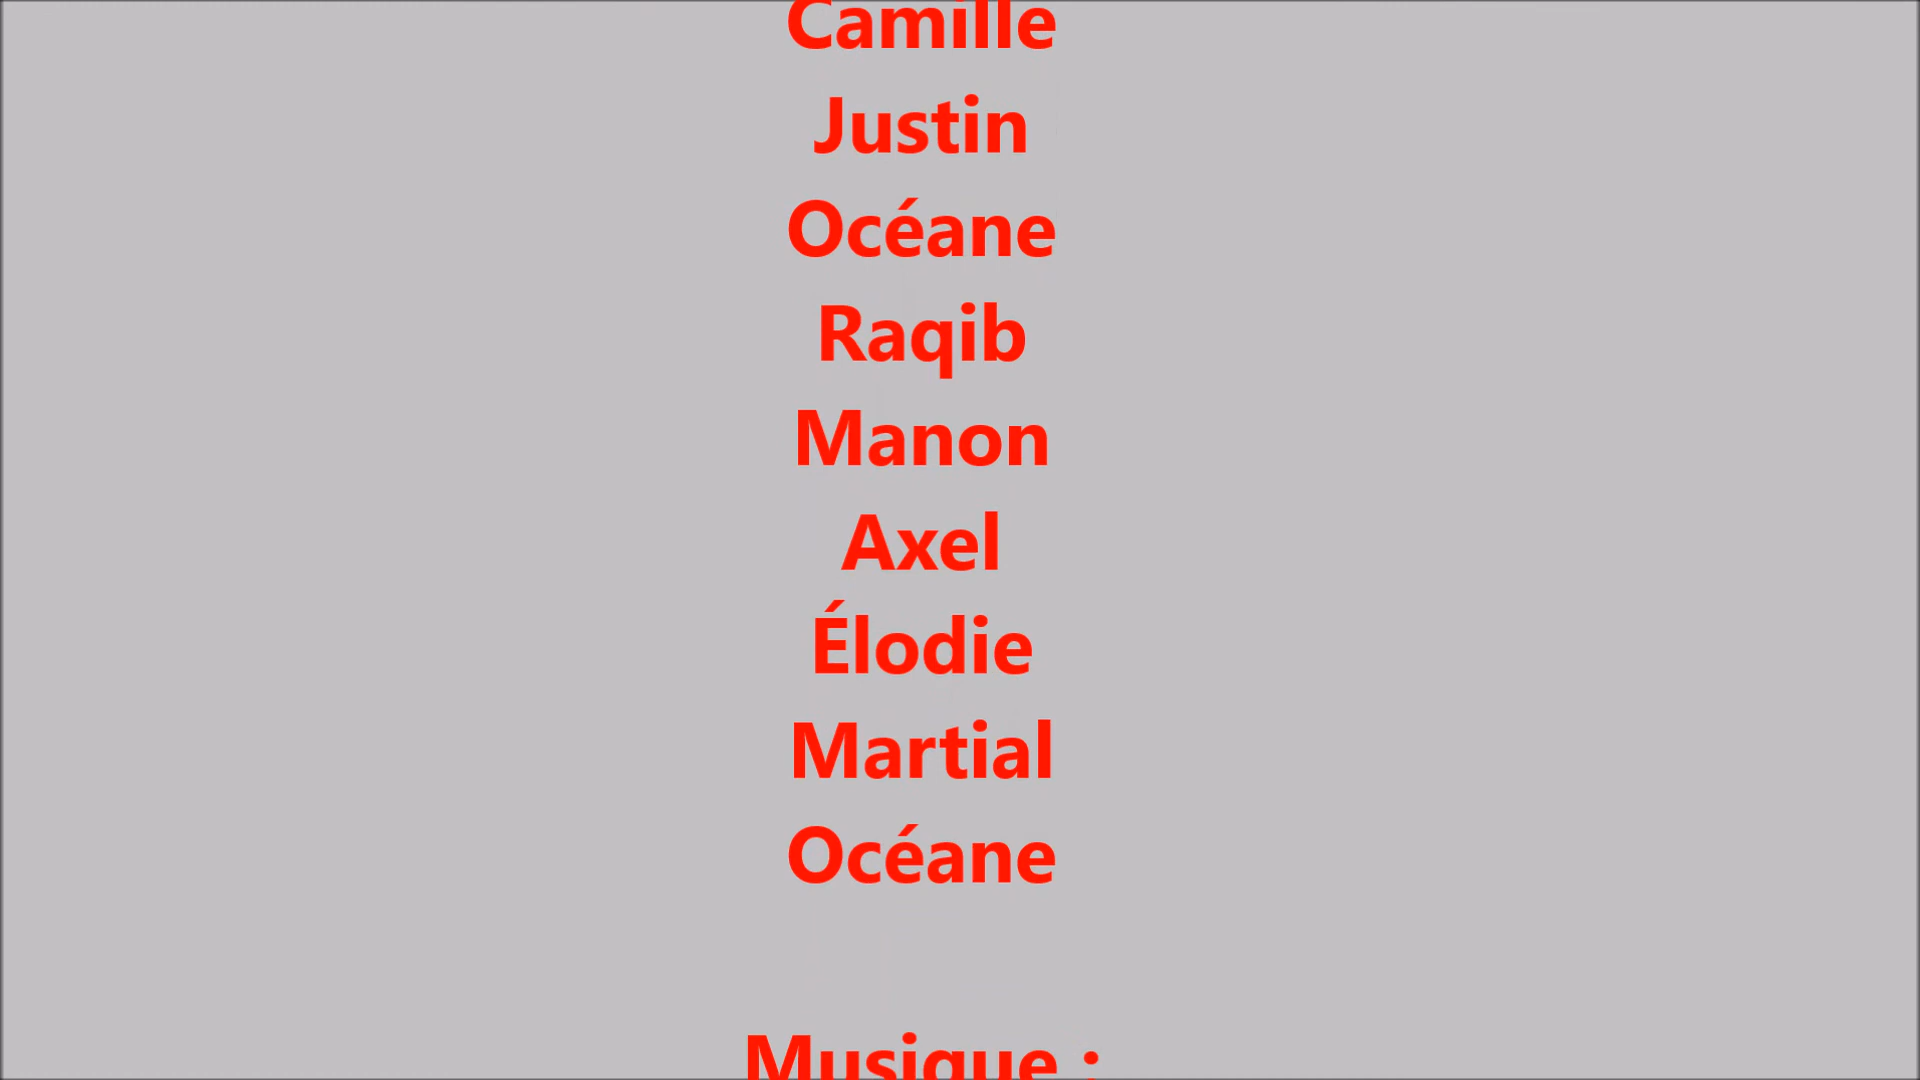 Camille
Justin
Océane
Raqib
Manon
Axel
Élodie
Martial
Océane
Musique :